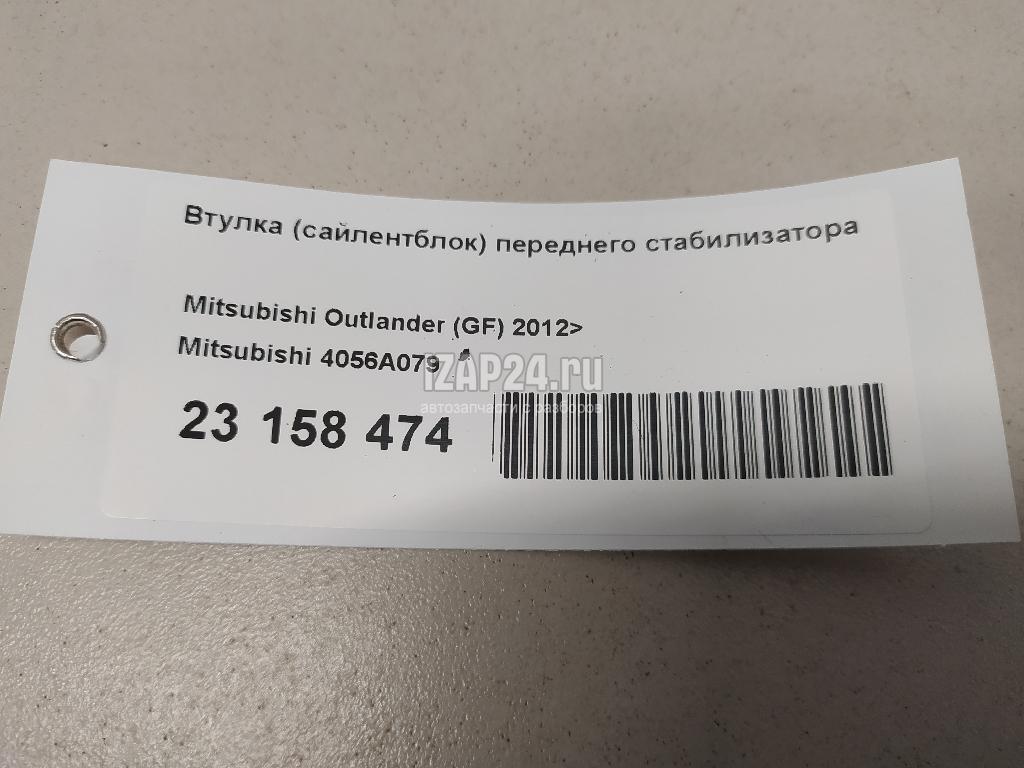 Втулка (сайлентблок) переднего стабилизатора
Mitsubishi Outlander (GF) 2012>
Mitsubishi 4056A079
IZAP24.ru
автозапчасти с разборов
23 158 474